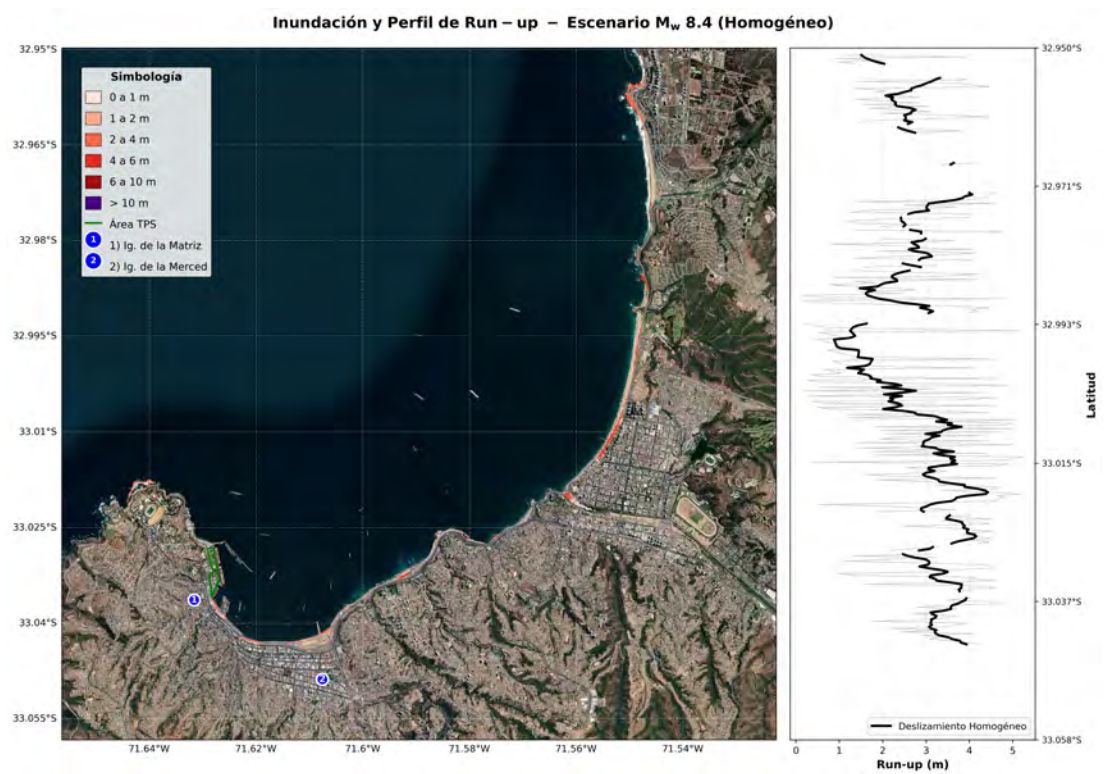 Inundación y Perfil de Run – up – Escenario Mw 8.4 (Homogéneo)
32.95°S
32.965°S
32.98°S
32.995°S
33.01°S
33.025°S
33.04°S
33.055°S
Simbología
0 a 1 m
1 a 2 m
2 a 4 m
4 a 6 m
6 a 10 m
> 10 m
Área TPS
1 1) Ig. de la Matriz
2 2) Ig. de la Merced
1
2
71.64°W
71.62°W
71.6°W
71.58°W
71.56°W
71.54°W
32.950°S
32.971°S
32.993°S
33.015°S
33.037°S
33.058°S
Latitud
Deslizamiento Homogéneo
0
1
2
3
4
5
Run-up (m)